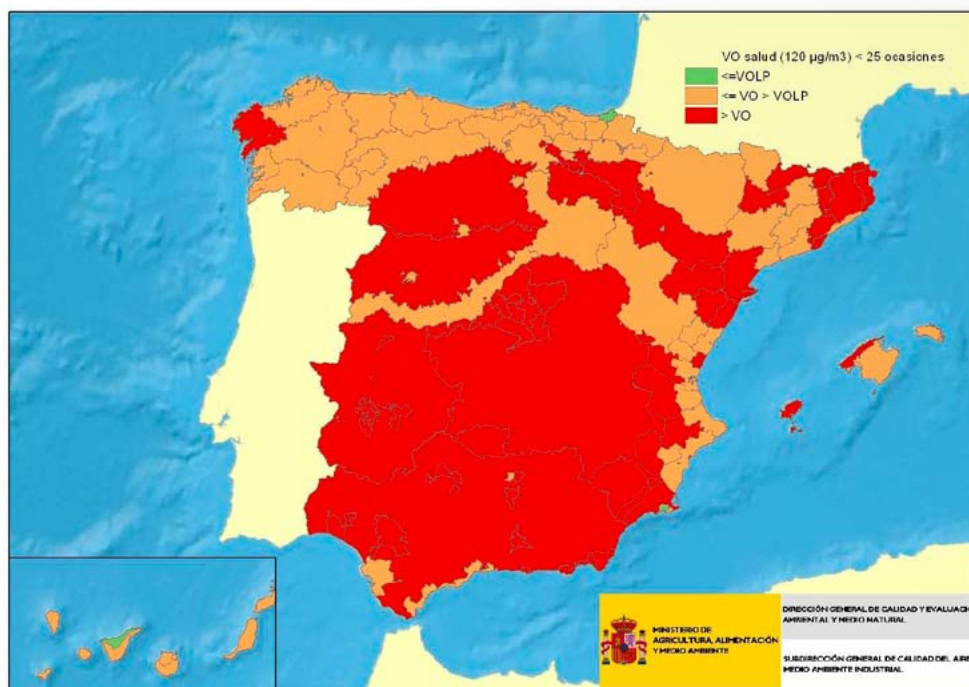 VO salud (120 µg/m3) < 25 ocasiones
<=VOLP
<= VO > VOLP
> VO
MINISTERIO DE
AGRICULTURA, ALIMENTACIÓN
Y MEDIO AMBIENTE
DIRECCIÓN GENERAL DE CALIDAD Y EVALUACI
AMBIENTAL Y MEDIO NATURAL
SUBDIRECCIÓN GENERAL DE CALIDAD DEL AIRE
MEDIO AMBIENTE INDUSTRIAL